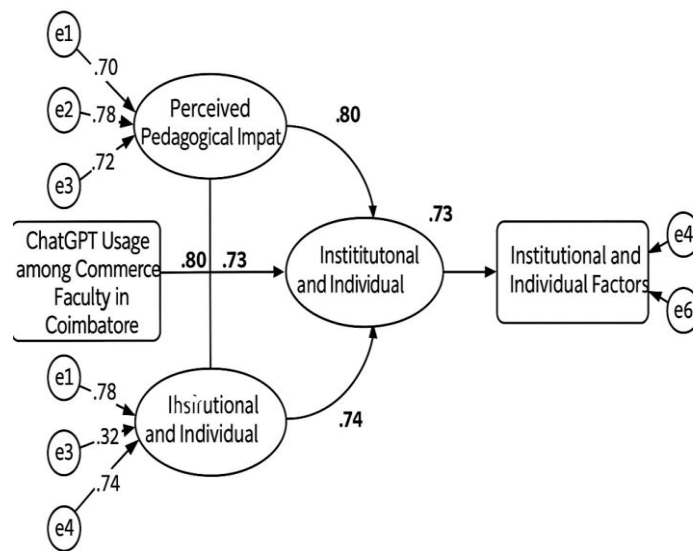 e1
.70
e2
.78
.72
e3
Perceived
Pedagogical Impat
.80
ChatGPT Usage
among Commerce
Faculty in
Coimbatore
.80
.73
Instititutonal
and Individual
.73
Institutional and
Individual Factors
e4
e6
e1
.78
e3
.32
.74
e4
and Individual
.74